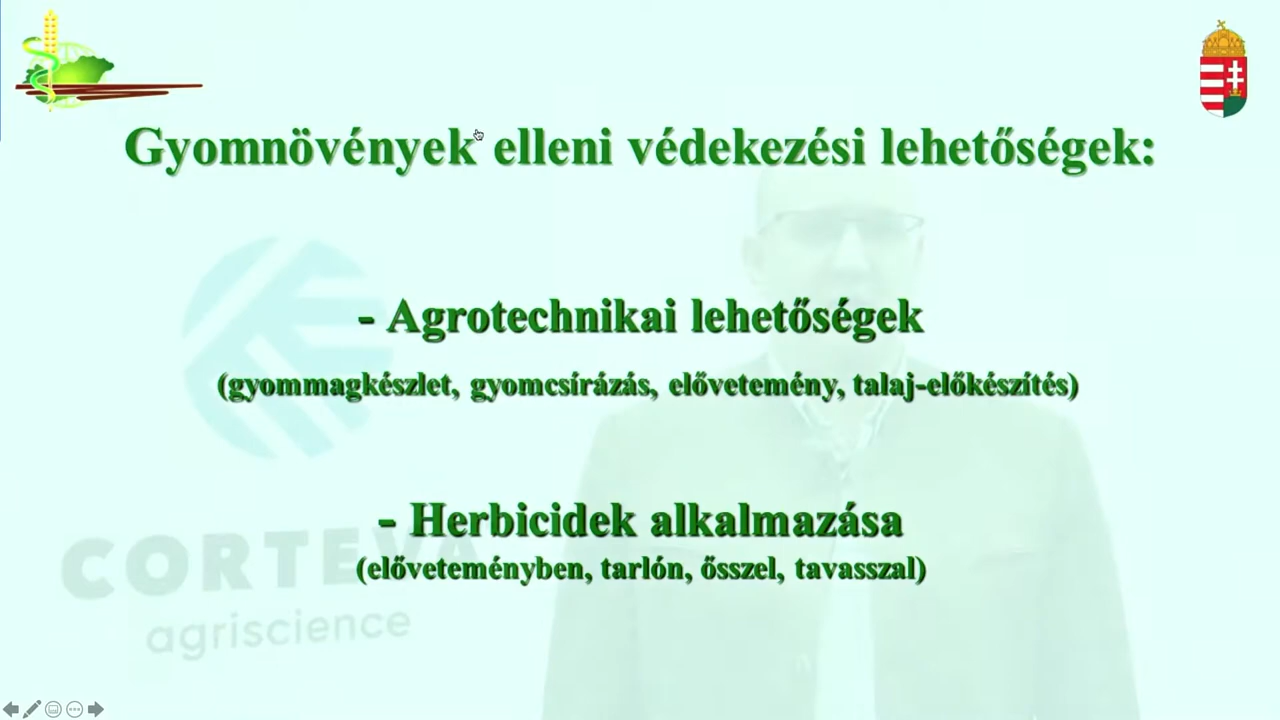 Gyomnövények elleni védekezési lehetőségek:
- Agrotechnikai lehetőségek
(gyommagkészlet, gyomcsírázás, elővetemény, talaj-előkészítés)
- Herbicidek alkalmazása
(előveteményben, tarlón, ősszel, tavasszal)
CORTEVA
agriscience